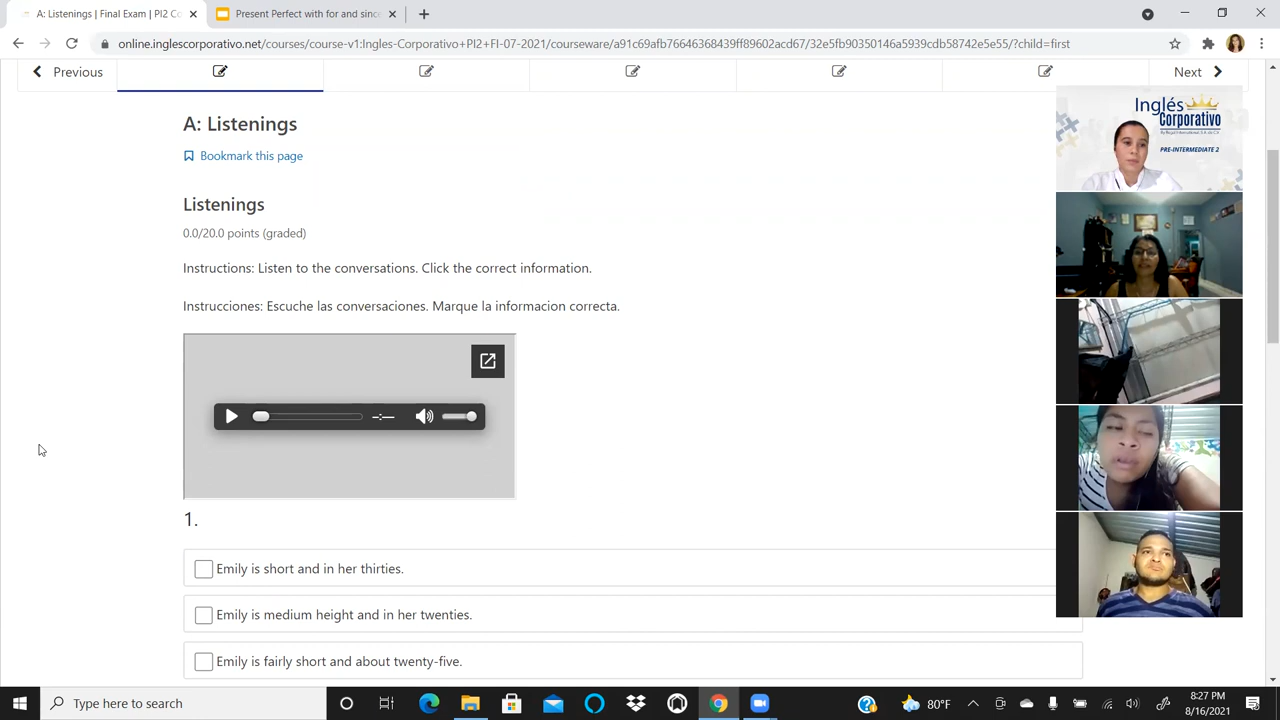 A: Listenings | Final Exam | PI2 Co
Present Perfect with for and since
online.inglescorporativo.net/courses/course-v1:Ingles-Corporativo+PI2+FI-07-2021/courseware/a91c69afb76646368439ff89602acd67/32e5fb90350146a5939cdb58742e5e55/?child=first
Previous
Next
A: Listenings
Bookmark this page
Listenings
0.0/20.0 points (graded)
Instructions: Listen to the conversations. Click the correct information.
Instrucciones: Escuche las conversaciones. Marque la informacion correcta.
-:-
1.
Emily is short and in her thirties.
Emily is medium height and in her twenties.
Emily is fairly short and about twenty-five.
Inglés
Corporativo
PRE-INTERMEDIATE 2
Type here to search
80°F
8:27 PM
8/16/2021